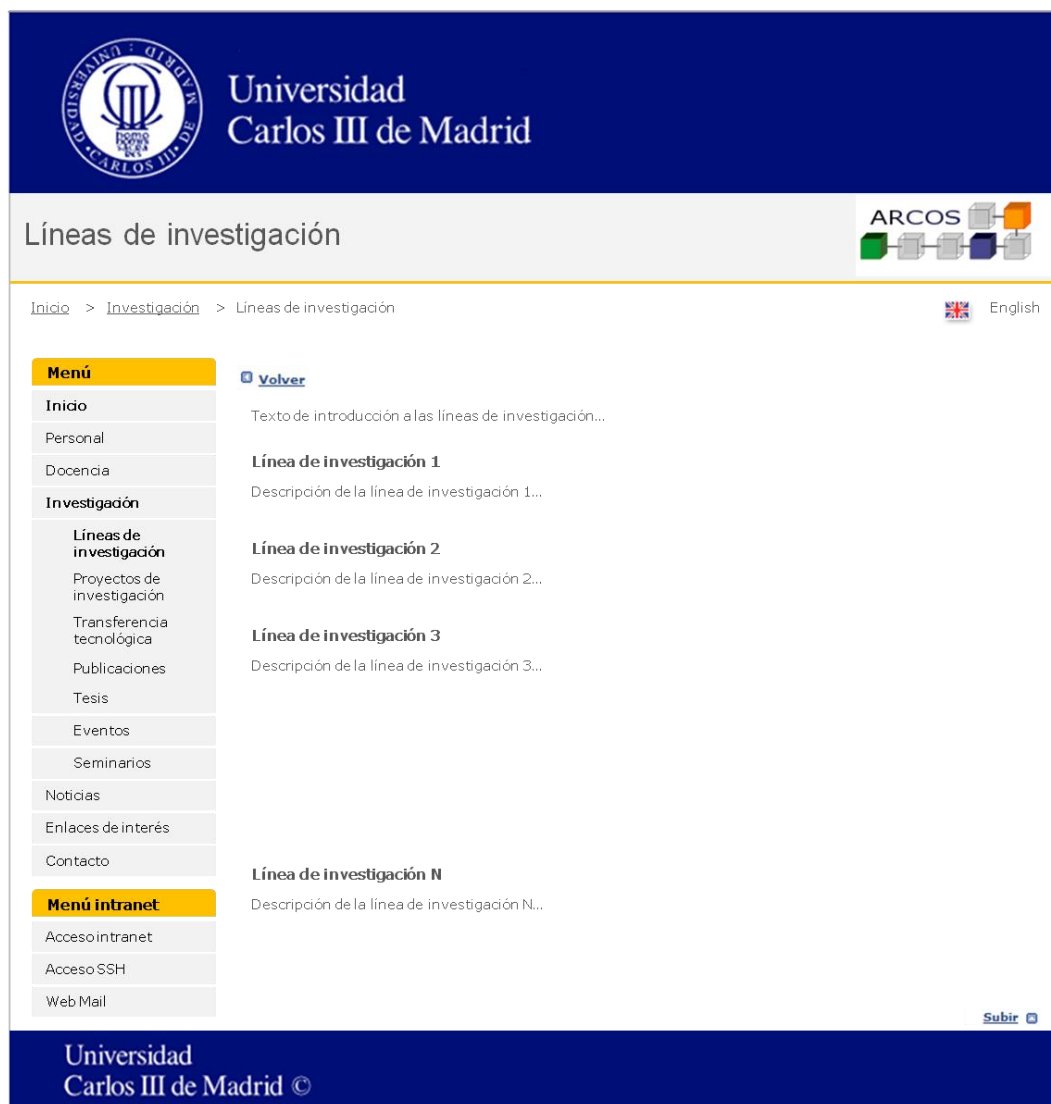 UNIVERSIDAD · CARLOS III · DE MADRID :
Universidad
Carlos III de Madrid
Líneas de investigación
ARCOS
Inicio > Investigación > Líneas de investigación
English
Menú
Inicio
Personal
Docencia
Investigación
Líneas de
investigación
Proyectos de
investigación
Transferencia
tecnológica
Publicaciones
Tesis
Eventos
Seminarios
Noticias
Enlaces de interés
Contacto
Menú intranet
Acceso intranet
Acceso SSH
Web Mail
Volver
Texto de introducción a las líneas de investigación...
Línea de investigación 1
Descripción de la línea de investigación 1...
Línea de investigación 2
Descripción de la línea de investigación 2...
Línea de investigación 3
Descripción de la línea de investigación 3...
Línea de investigación N
Descripción de la línea de investigación N...
Subir
Universidad
Carlos III de Madrid ©